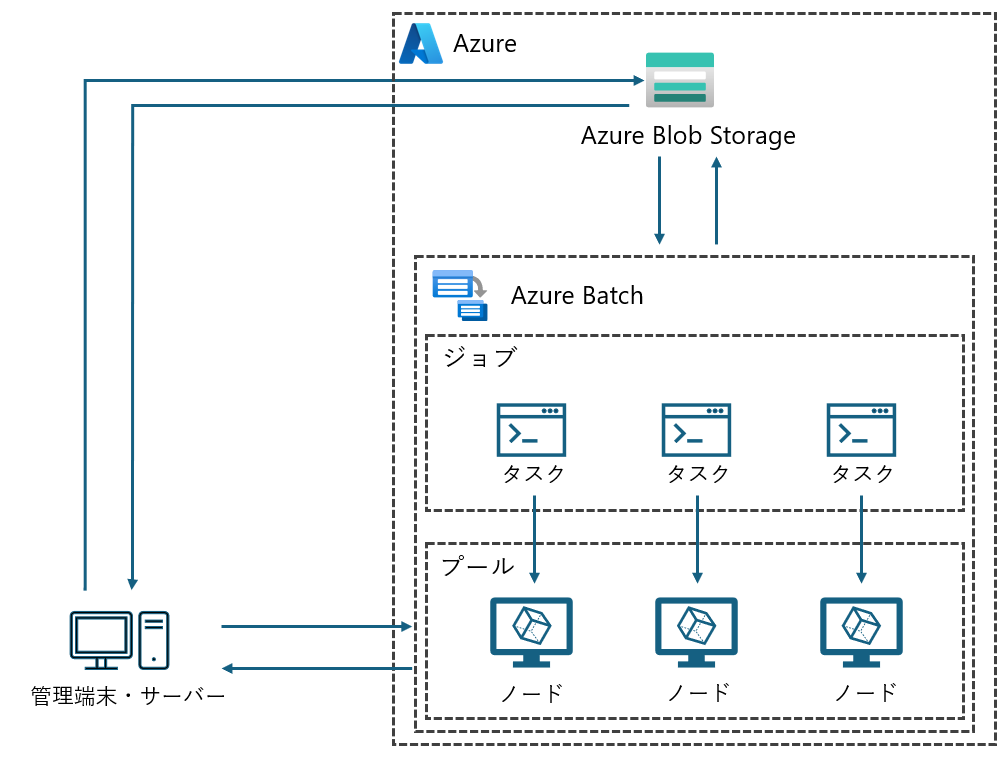 Azure
Azure Blob Storage
Azure Batch
ジョブ
タスク
タスク
タスク
プール
ノード
ノード
ノード
管理端末・サーバー